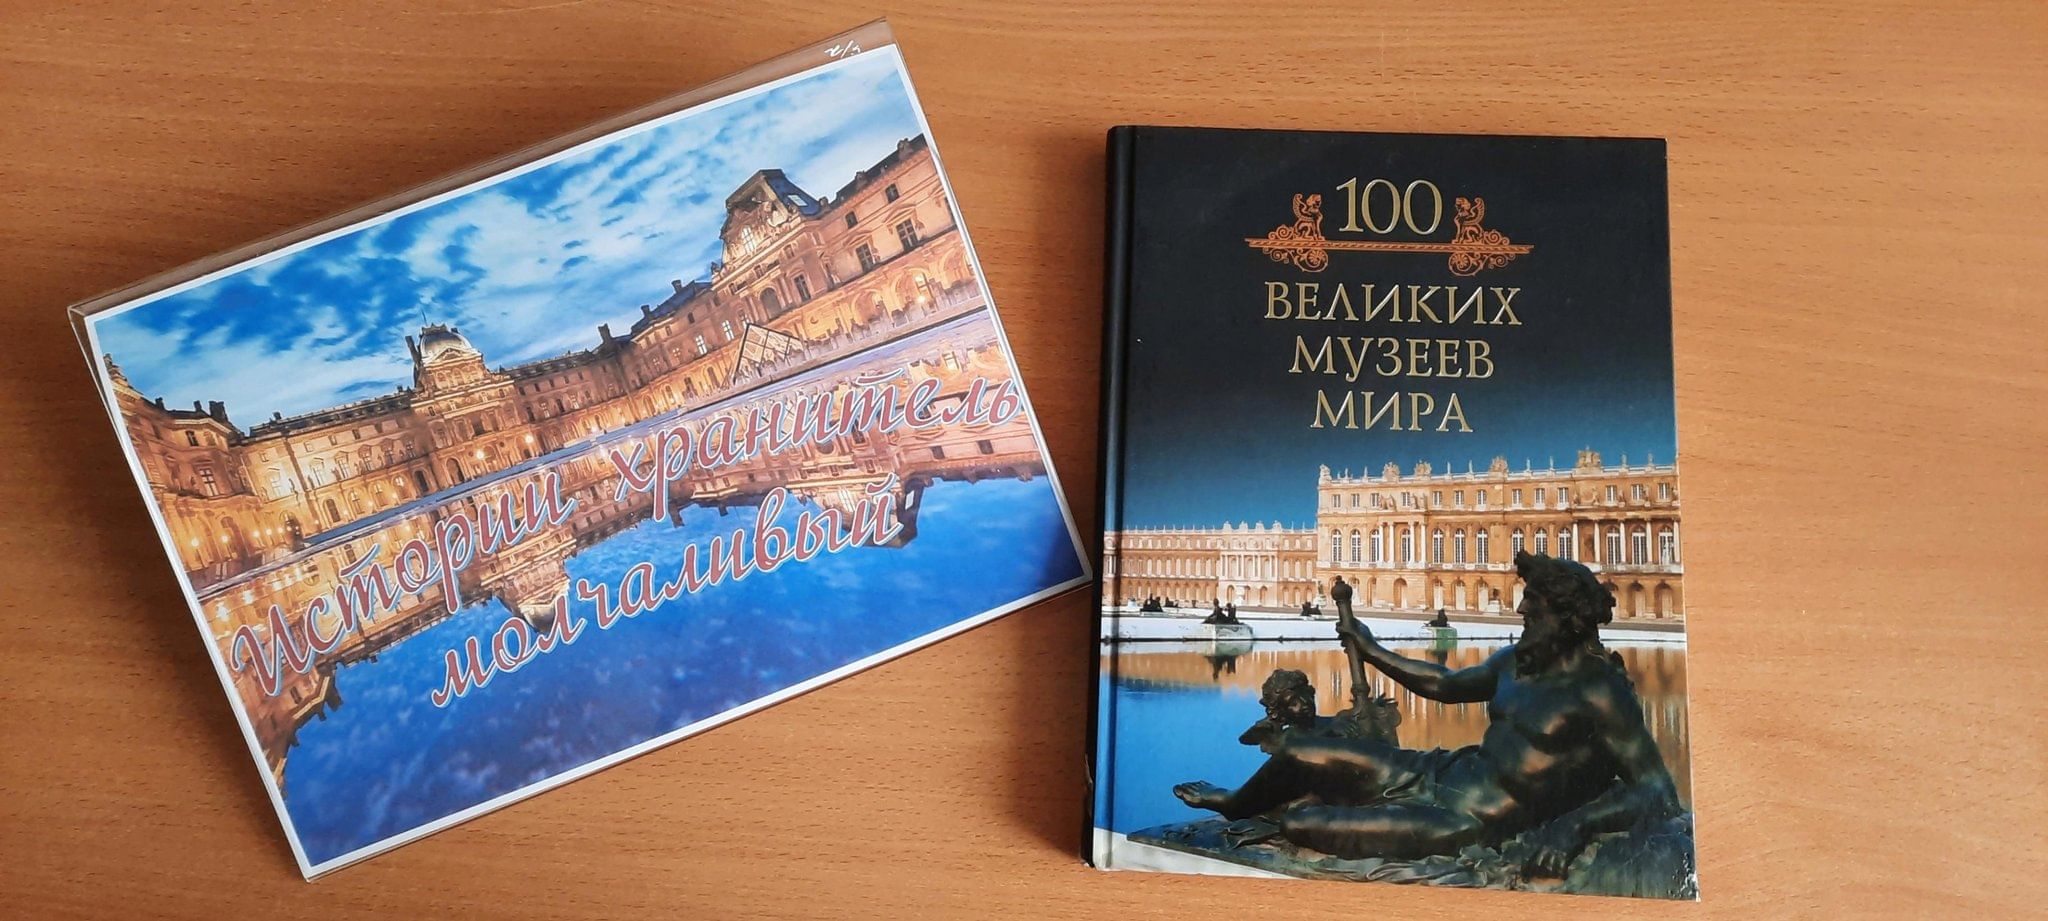 Истории хранитель
молчаливый
100
ВЕЛИКИХ
МУЗЕЕВ
МИРА